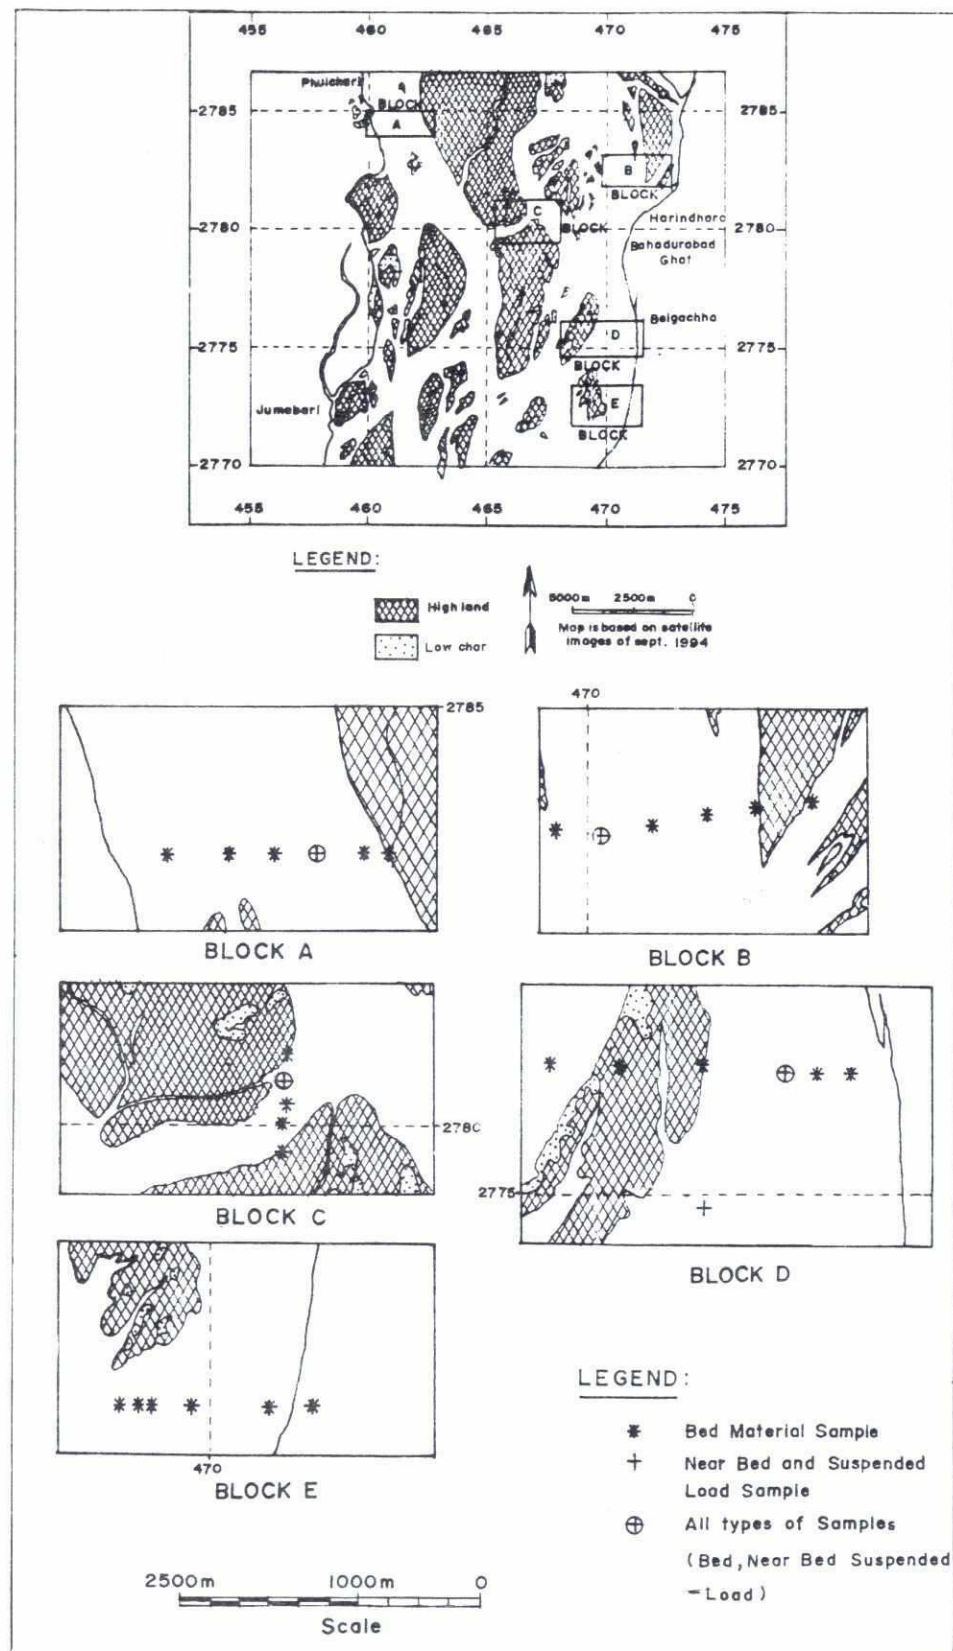 455 460 465 470 475
Phulchari
BLOCK
A
2785 2785
B
BLOCK
C
BLOCK
Harindhara
2780 2780
Bahadurabad
Ghat
Belgachha
D
2775 2775
BLOCK
Jumabari
E
BLOCK
2770 2770
455 460 465 470 475
LEGEND:
High land
Low char
5000m 2500m 0
Map is based on satellite
images of sept. 1994
2785
BLOCK A
470
BLOCK B
2780
BLOCK C
2775
BLOCK D
470
BLOCK E
LEGEND:
Bed Material Sample
Near Bed and Suspended
Load Sample
All types of Samples
(Bed, Near Bed Suspended
-Load)
2500m 1000m 0
Scale